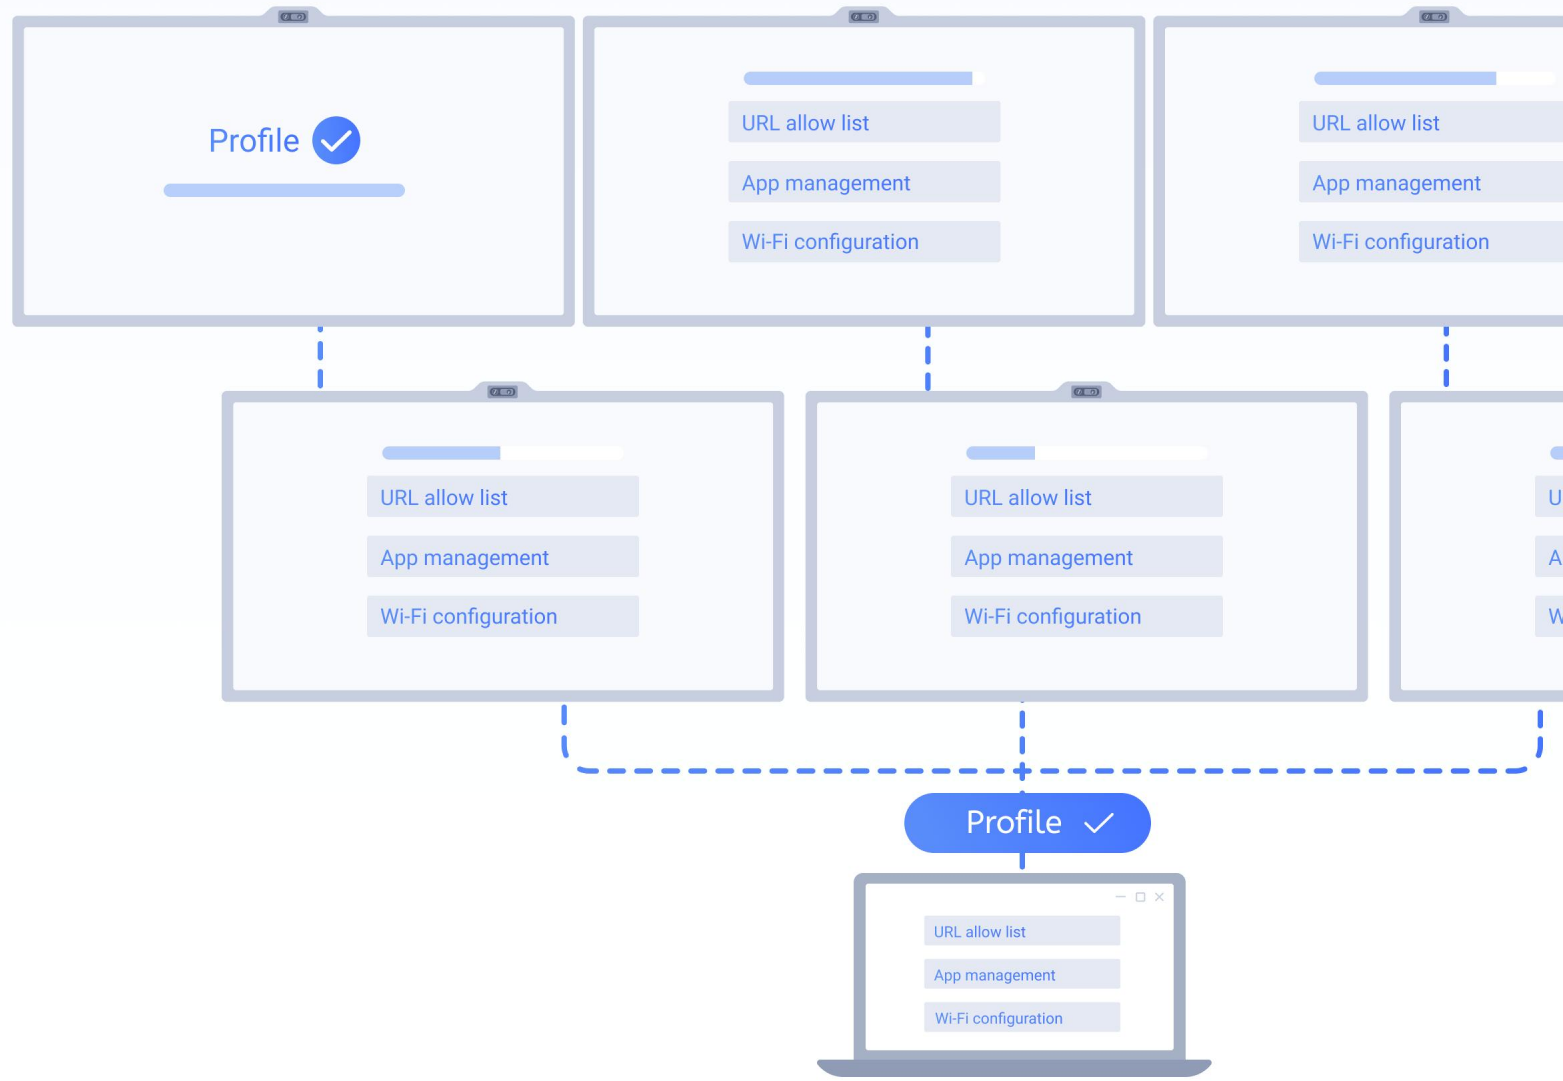 Profile
URL allow list
App management
Wi-Fi configuration
URL allow list
App management
Wi-Fi configuration
URL allow list
App management
Wi-Fi configuration
URL allow list
App management
Wi-Fi configuration
U
A
W
Profile
URL allow list
App management
Wi-Fi configuration